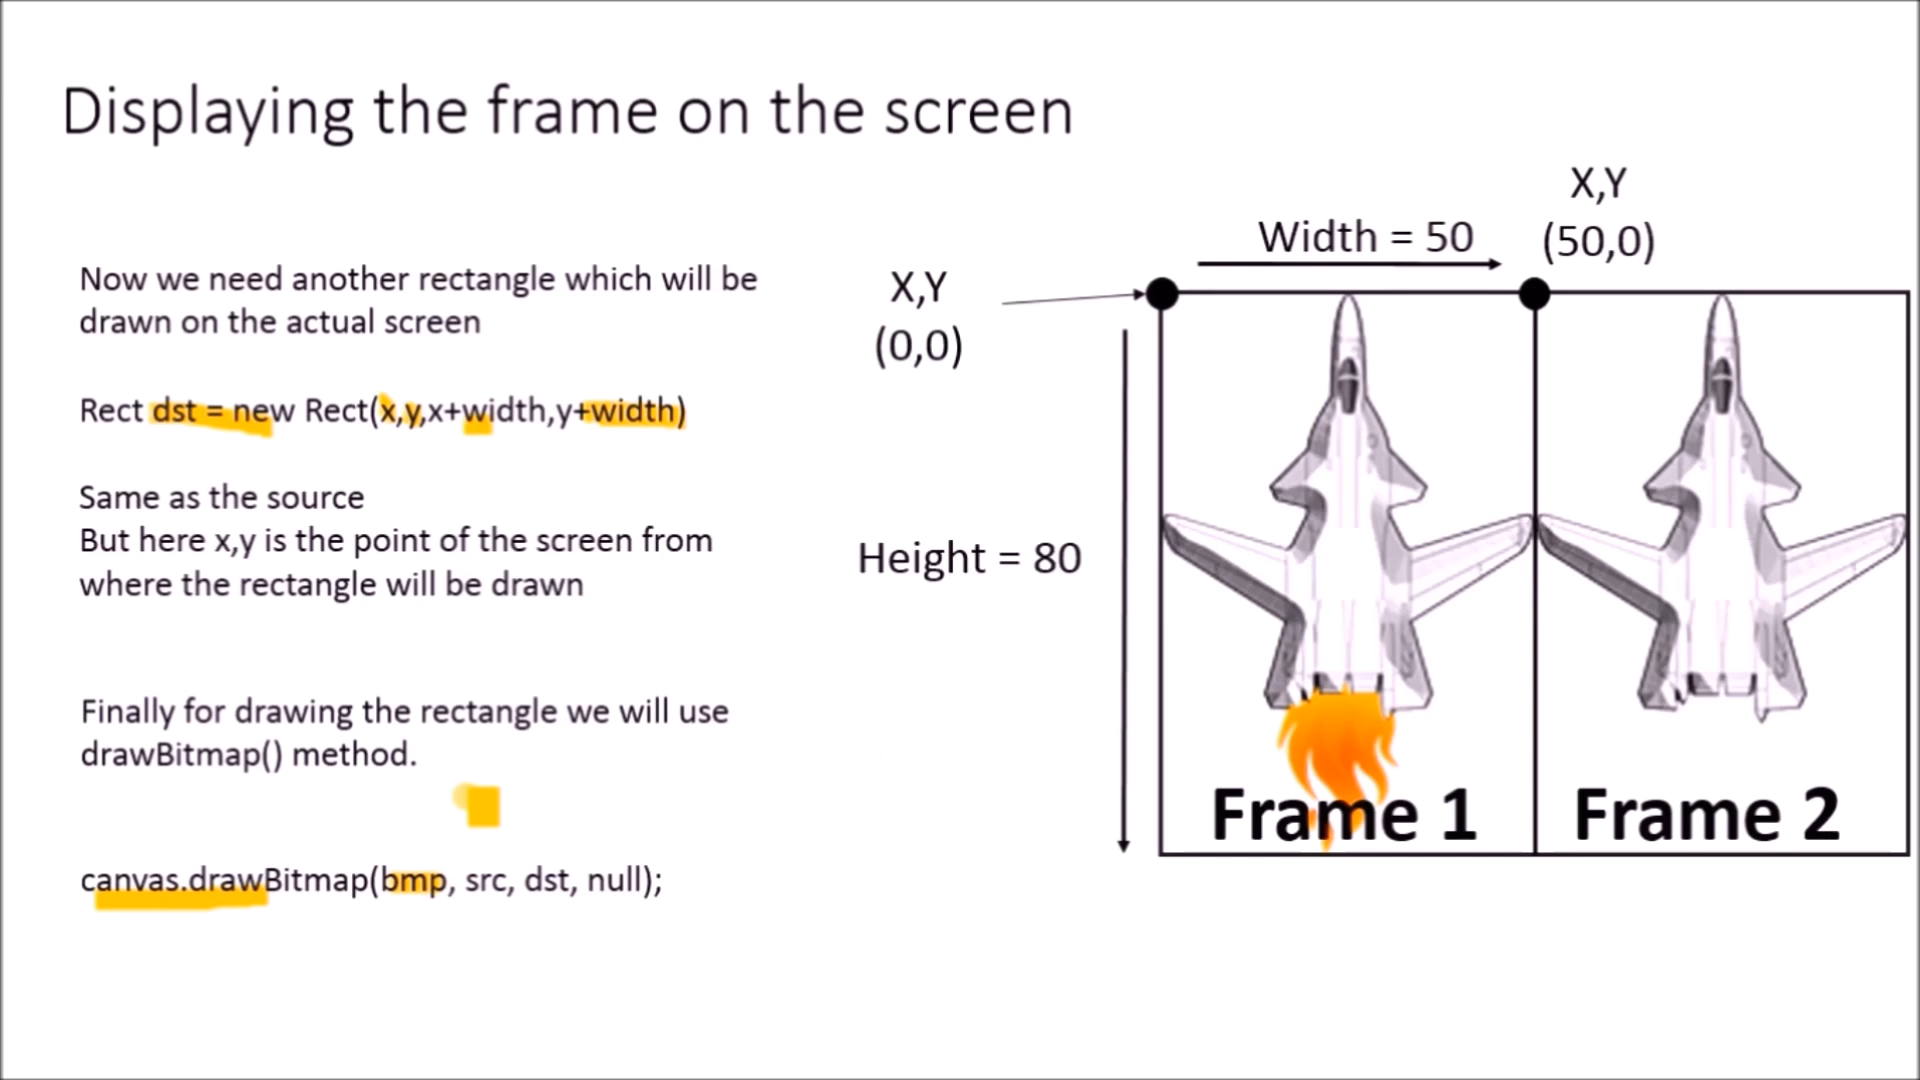 Displaying the frame on the screen
Now we need another rectangle which will be
drawn on the actual screen
Rect dst = new Rect(x,y,x+width,y+width)
Same as the source
But here x,y is the point of the screen from
where the rectangle will be drawn
Finally for drawing the rectangle we will use
drawBitmap() method.
canvas.drawBitmap(bmp, src, dst, null);
X,Y
(0,0)
Width = 50
X,Y
(50,0)
Height = 80
Frame 1
Frame 2